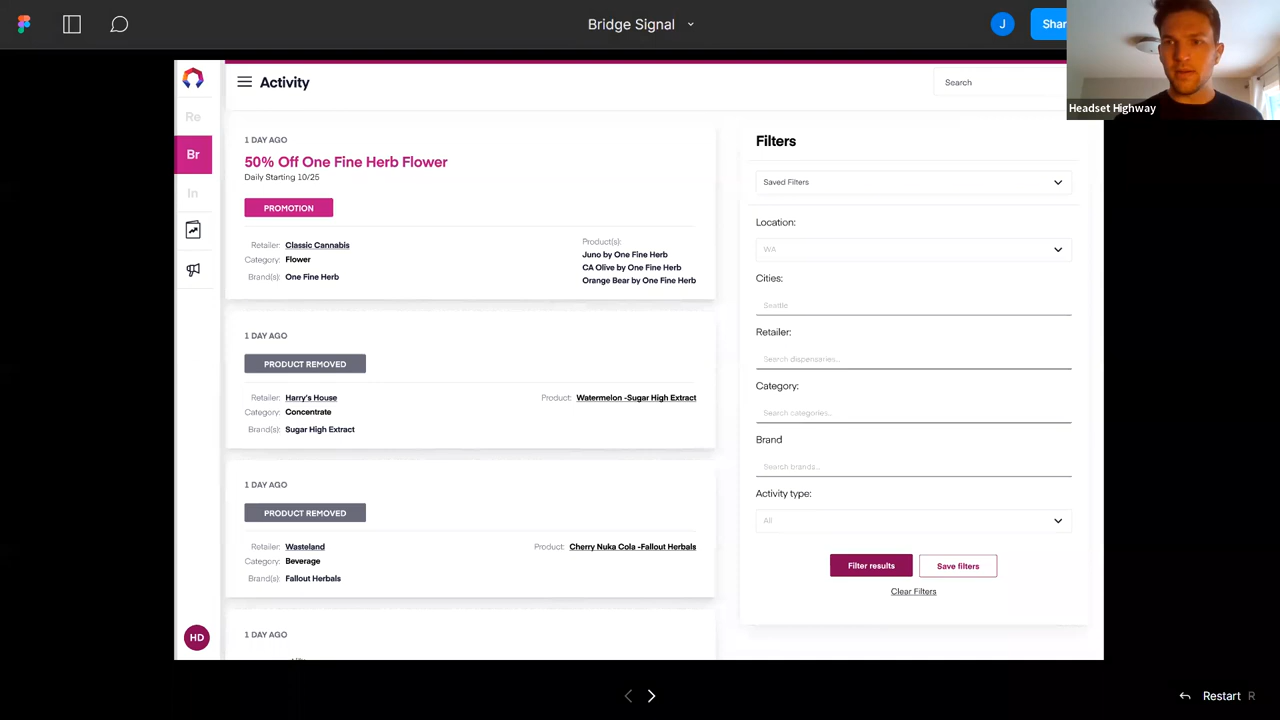 Bridge Signal
J
Shar
Headset Highway
Activity
Search
Re
Br
In
HD
1 DAY AGO
50% Off One Fine Herb Flower
Daily Starting 10/25
PROMOTION
Retailer: Classic Cannabis
Category: Flower
Brand(s): One Fine Herb
Product(s):
Juno by One Fine Herb
CA Olive by One Fine Herb
Orange Bear by One Fine Herb
1 DAY AGO
PRODUCT REMOVED
Retailer: Harry's House
Category: Concentrate
Brand(s): Sugar High Extract
Product: Watermelon -Sugar High Extract
1 DAY AGO
PRODUCT REMOVED
Retailer: Wasteland
Category: Beverage
Brand(s): Fallout Herbals
Product: Cherry Nuka Cola -Fallout Herbals
1 DAY AGO
Filters
Saved Filters
Location:
WA
Cities:
Seattle
Retailer:
Search dispensaries...
Category:
Search categories...
Brand
Search brands...
Activity type:
All
Filter results
Save filters
Clear Filters
Restart R